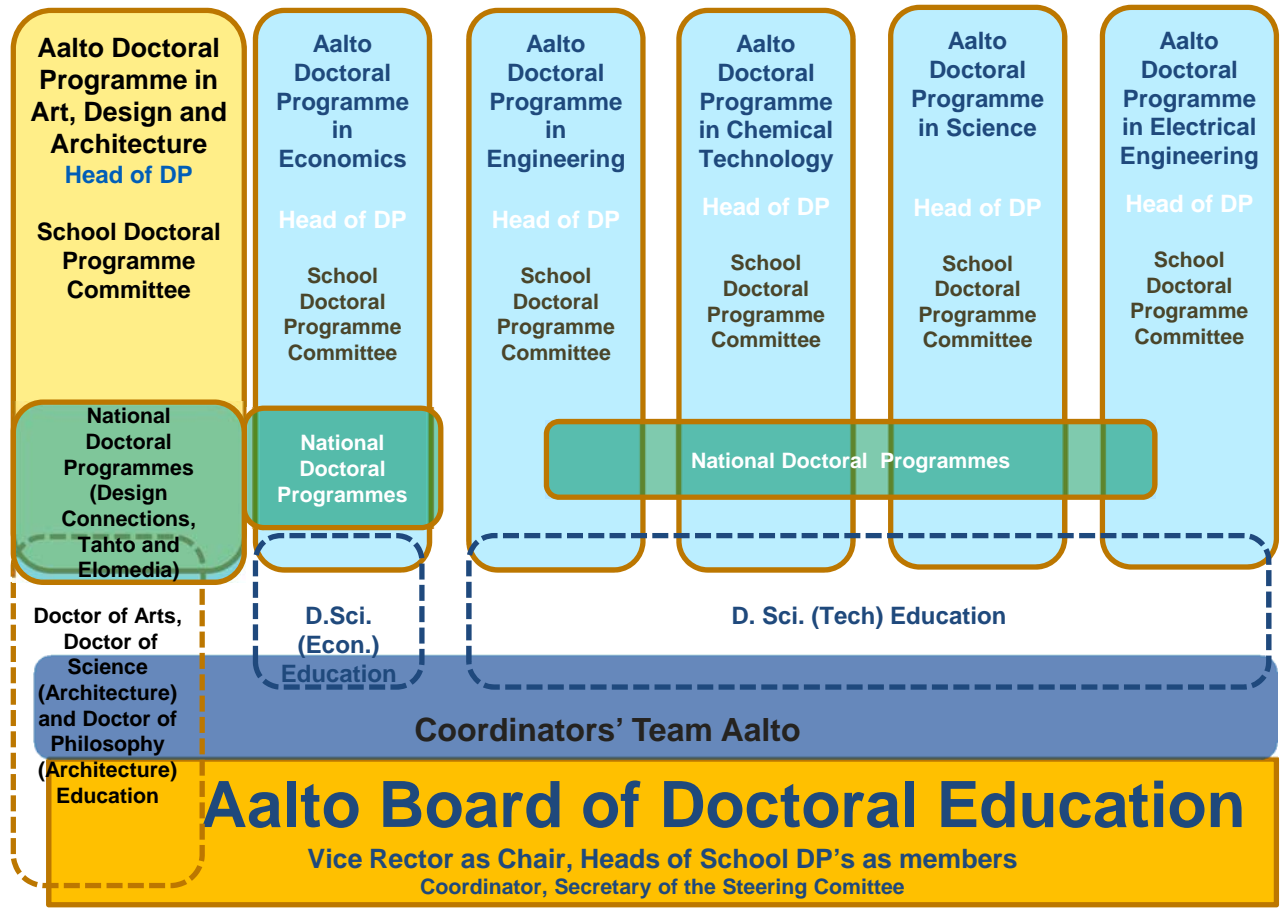 Aalto Doctoral
Programme in
Art, Design and
Architecture
Head of DP
School Doctoral
Programme
Committee
National
Doctoral
Programmes
(Design
Connections,
Tahto and
Elomedia)
Doctor of Arts,
Doctor of
Science
(Architecture)
and Doctor of
Philosophy
(Architecture)
Education
Aalto
Doctoral
Programme
in
Economics
Head of DP
School
Doctoral
Programme
Committee
National
Doctoral
Programmes
D.Sci.
(Econ.)
Education
Aalto
Doctoral
Programme
in
Engineering
Head of DP
School
Doctoral
Programme
Committee
Aalto
Doctoral
Programme
in Chemical
Technology
Head of DP
School
Doctoral
Programme
Committee
Aalto
Doctoral
Programme
in Science
Head of DP
School
Doctoral
Programme
Committee
Aalto
Doctoral
Programme
in Electrical
Engineering
Head of DP
School
Doctoral
Programme
Committee
National Doctoral Programmes
D. Sci. (Tech) Education
Coordinators’ Team Aalto
Aalto Board of Doctoral Education
Vice Rector as Chair, Heads of School DP’s as members
Coordinator, Secretary of the Steering Comittee